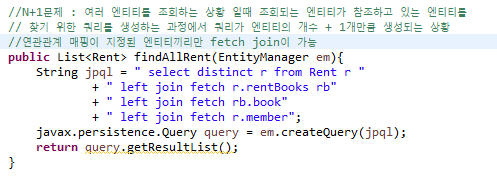 //N+1문제 : 여러 엔티티를 조회하는 상황 일때 조회되는 엔티티가 참조하고 있는 엔티티를
// 찾기 위한 쿼리를 생성하는 과정에서 쿼리가 엔티티의 개수 + 1개만큼 생성되는 상황
//연관관계 매핑이 지정된 엔티티끼리만 fetch join이 가능
public List<Rent> findAllRent(EntityManager em){
String jpql = " select distinct r from Rent r "
+ " left join fetch r.rentBooks rb"
+ " left join fetch rb.book"
+ " left join fetch r.member";
javax.persistence.Query query = em.createQuery(jpql);
return query.getResultList();
}